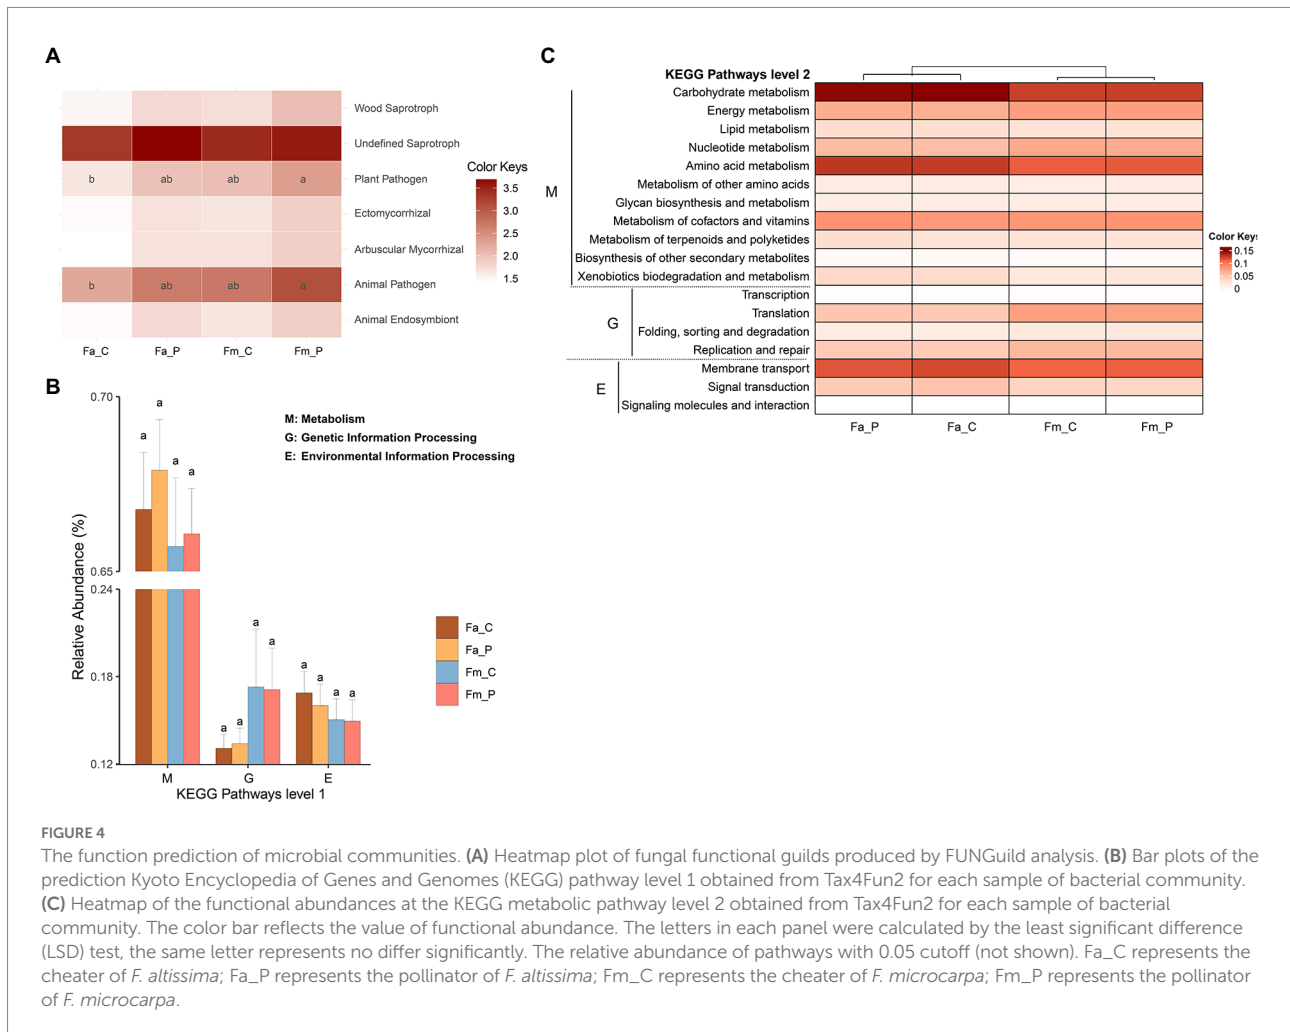 A
Wood Saprotroph
Undefined Saprotroph
b ab ab a Plant Pathogen
Ectomycorrhizal
Arbuscular Mycorrhizal
b ab ab a Animal Pathogen
Animal Endosymbiont
Fa_C Fa_P Fm_C Fm_P
Color Keys
3.5
3.0
2.5
2.0
1.5
B
0.70
0.65
0.24
0.18
0.12
Relative Abundance (%)
a a a a
a a a a
a a a a
M G E
KEGG Pathways level 1
M: Metabolism
G: Genetic Information Processing
E: Environmental Information Processing
Fa_C
Fa_P
Fm_C
Fm_P
C
KEGG Pathways level 2
M
Carbohydrate metabolism
Energy metabolism
Lipid metabolism
Nucleotide metabolism
Amino acid metabolism
Metabolism of other amino acids
Glycan biosynthesis and metabolism
Metabolism of cofactors and vitamins
Metabolism of terpenoids and polyketides
Biosynthesis of other secondary metabolites
Xenobiotics biodegradation and metabolism
G
Transcription
Translation
Folding, sorting and degradation
Replication and repair
E
Membrane transport
Signal transduction
Signaling molecules and interaction
Fa_P Fa_C Fm_C Fm_P
Color Keys
0.15
0.1
0.05
0
FIGURE 4
The function prediction of microbial communities. (A) Heatmap plot of fungal functional guilds produced by FUNGuild analysis. (B) Bar plots of the
prediction Kyoto Encyclopedia of Genes and Genomes (KEGG) pathway level 1 obtained from Tax4Fun2 for each sample of bacterial community.
(C) Heatmap of the functional abundances at the KEGG metabolic pathway level 2 obtained from Tax4Fun2 for each sample of bacterial
community. The color bar reflects the value of functional abundance. The letters in each panel were calculated by the least significant difference
(LSD) test, the same letter represents no differ significantly. The relative abundance of pathways with 0.05 cutoff (not shown). Fa_C represents the
cheater of F. altissima; Fa_P represents the pollinator of F. altissima; Fm_C represents the cheater of F. microcarpa; Fm_P represents the pollinator
of F. microcarpa.